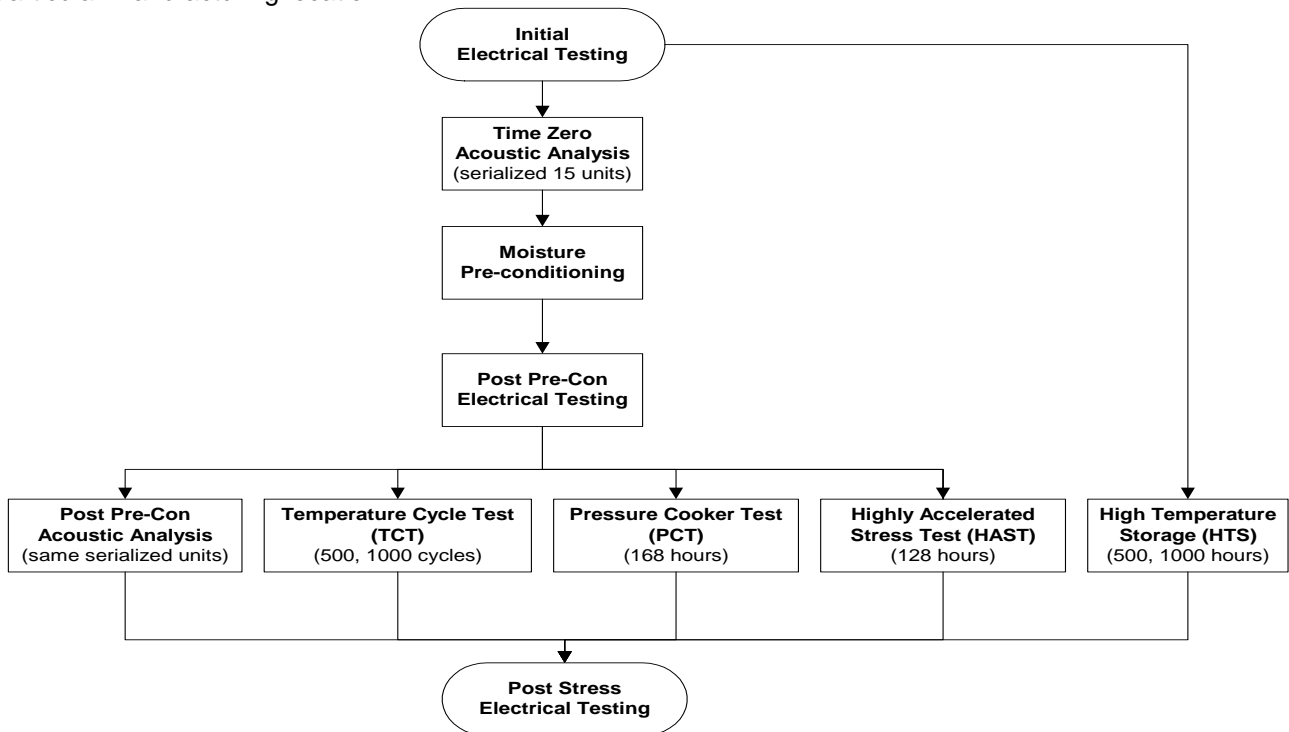 Initial
Electrical Testing
Time Zero
Acoustic Analysis
(serialized 15 units)
Moisture
Pre-conditioning
Post Pre-Con
Electrical Testing
Post Pre-Con
Acoustic Analysis
(same serialized units)
Temperature Cycle Test
(TCT)
(500, 1000 cycles)
Pressure Cooker Test
(PCT)
(168 hours)
Highly Accelerated
Stress Test (HAST)
(128 hours)
High Temperature
Storage (HTS)
(500, 1000 hours)
Post Stress
Electrical Testing